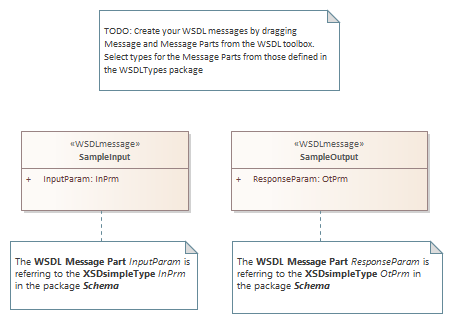 TODO: Create your WSDL messages by dragging
Message and Message Parts from the WSDL toolbox.
Select types for the Message Parts from those defined in
the WSDLTypes package
«WSDLmessage»
SampleInput
+ InputParam: InPrm
«WSDLmessage»
SampleOutput
+ ResponseParam: OtPrm
The WSDL Message Part InputParam is
referring to the XSDsimpleType InPrm
in the package Schema
The WSDL Message Part ResponseParam is
referring to the XSDsimpleType OtPrm in
the package Schema